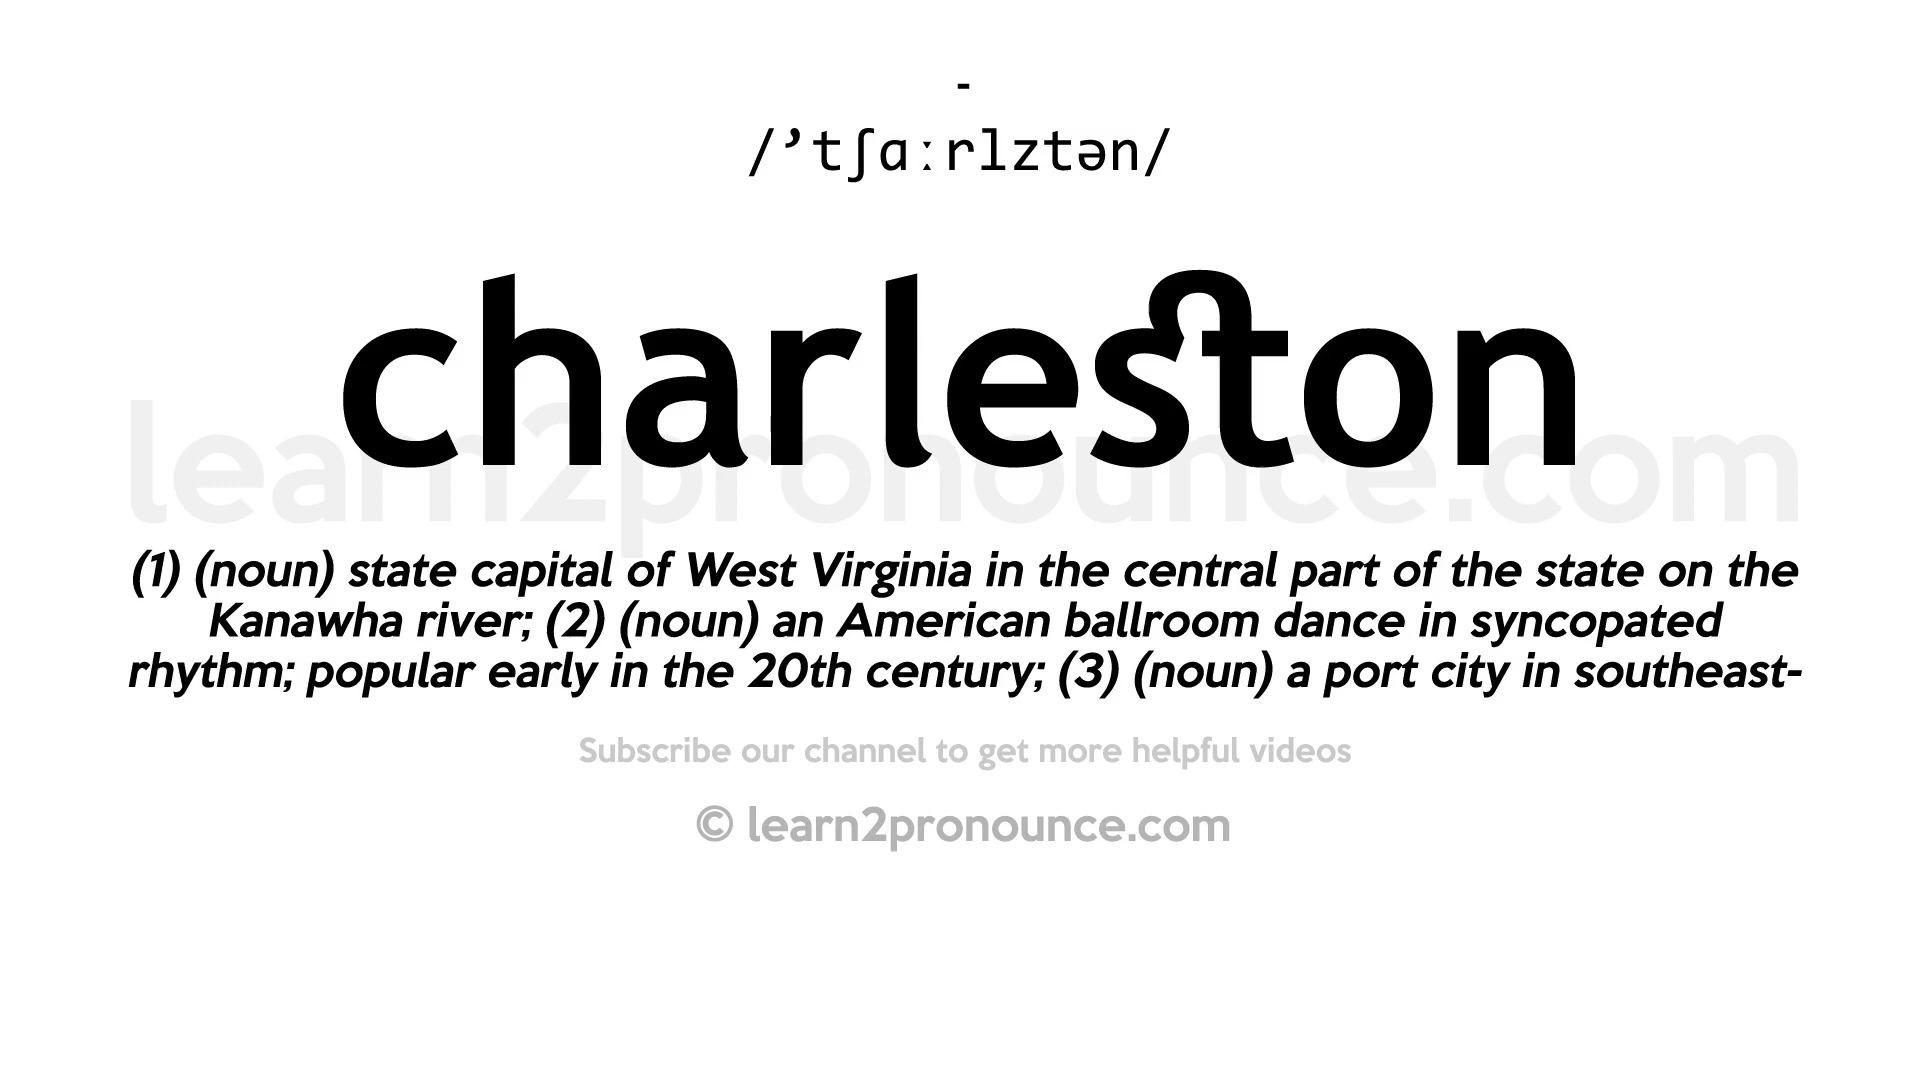 -
/’tʃɑːrlztən/
charleston
learn2pronounce.com
(1) (noun) state capital of West Virginia in the central part of the state on the
Kanawha river; (2) (noun) an American ballroom dance in syncopated
rhythm; popular early in the 20th century; (3) (noun) a port city in southeast-
Subscribe our channel to get more helpful videos
© learn2pronounce.com